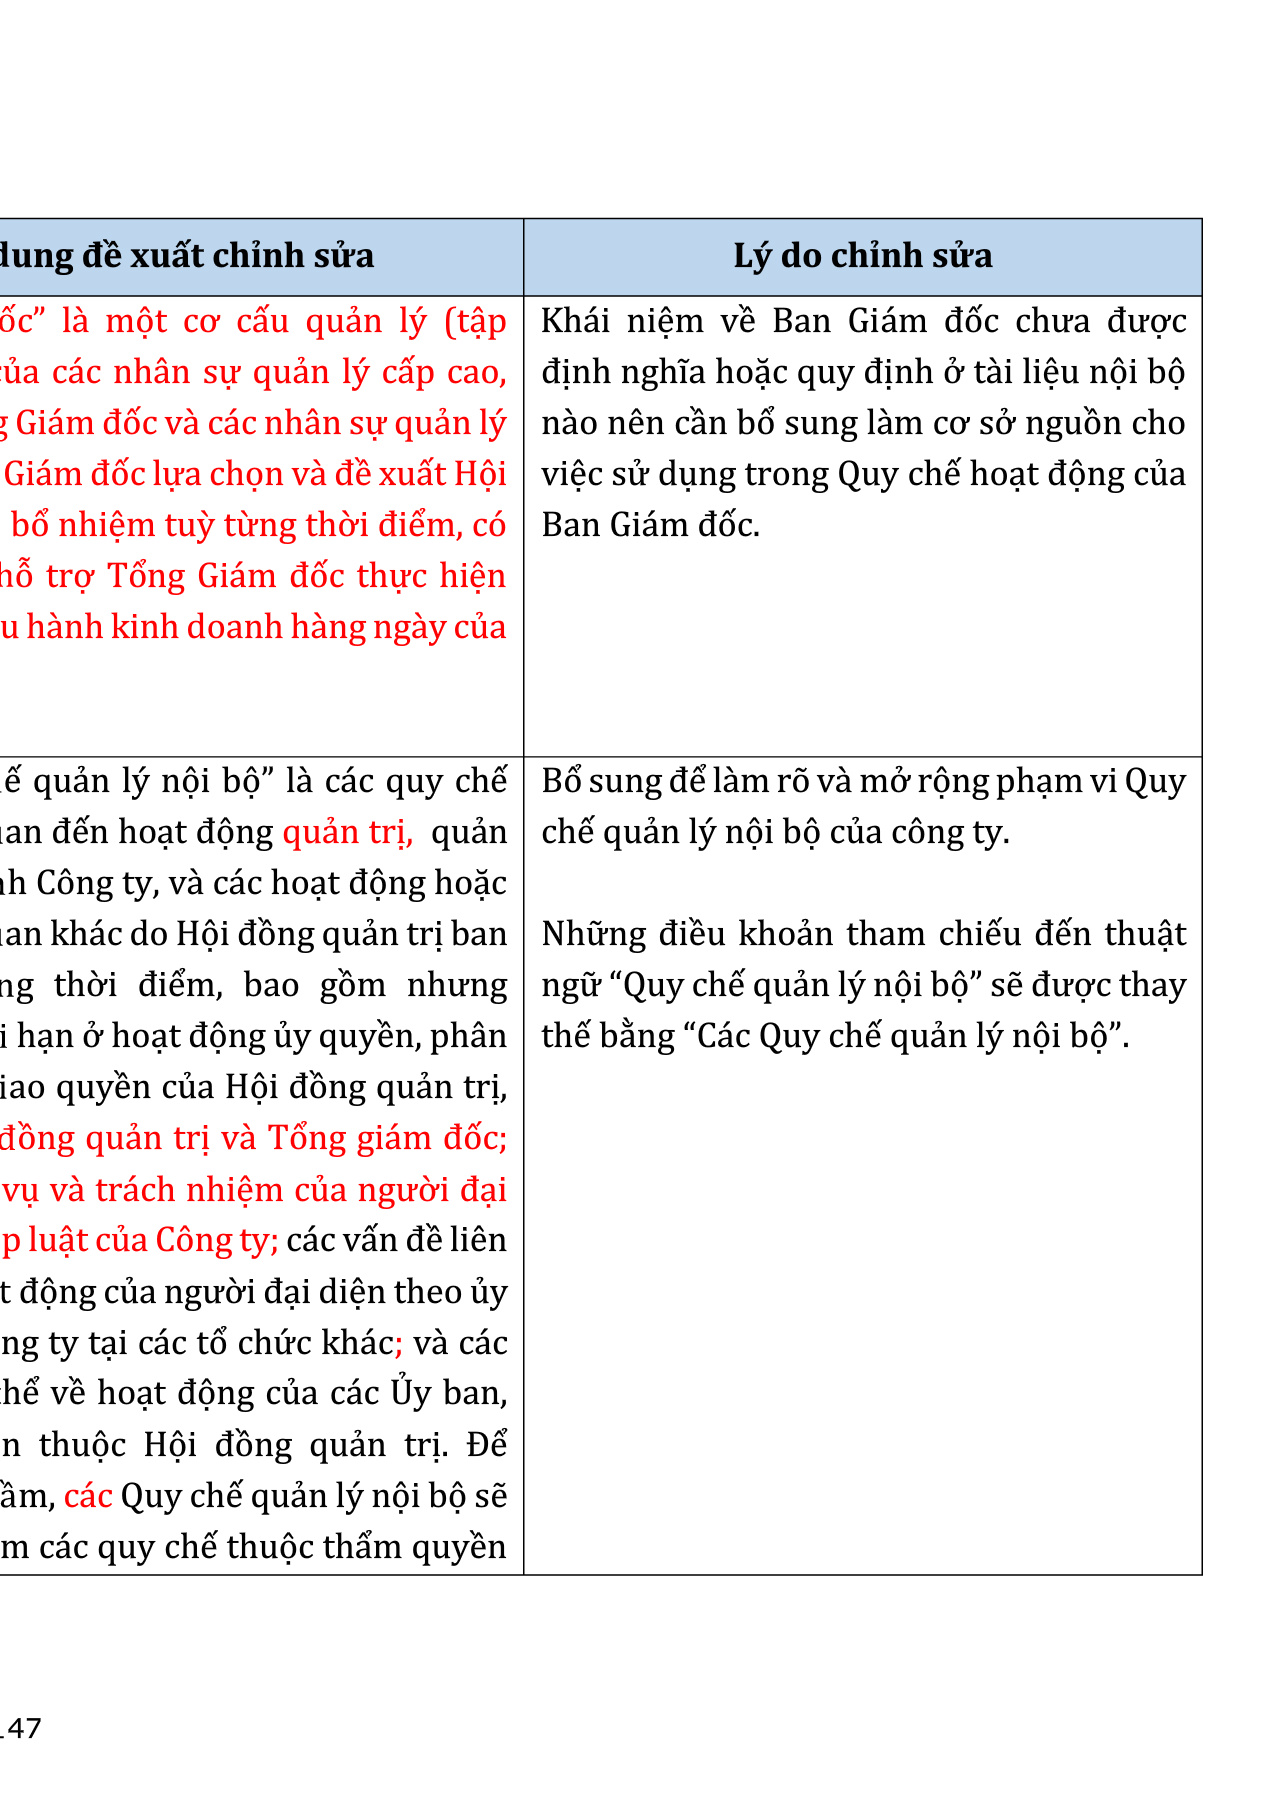 dung đề xuất chỉnh sửa
Lý do chỉnh sửa
ốc” là một cơ cấu quản lý (tập
của các nhân sự quản lý cấp cao,
g Giám đốc và các nhân sự quản lý
Giám đốc lựa chọn và đề xuất Hội
bổ nhiệm tuỳ từng thời điểm, có
hỗ trợ Tổng Giám đốc thực hiện
u hành kinh doanh hàng ngày của
Khái niệm về Ban Giám đốc chưa được
định nghĩa hoặc quy định ở tài liệu nội bộ
nào nên cần bổ sung làm cơ sở nguồn cho
việc sử dụng trong Quy chế hoạt động của
Ban Giám đốc.
ế quản lý nội bộ” là các quy chế
uan đến hoạt động quản trị, quản
nh Công ty, và các hoạt động hoặc
uan khác do Hội đồng quản trị ban
ng thời điểm, bao gồm nhưng
i hạn ở hoạt động ủy quyền, phân
iao quyền của Hội đồng quản trị,
đồng quản trị và Tổng giám đốc;
vụ và trách nhiệm của người đại
p luật của Công ty; các vấn đề liên
t động của người đại diện theo ủy
ng ty tại các tổ chức khác; và các
thể về hoạt động của các Ủy ban,
n thuộc Hội đồng quản trị. Để
ầm, các Quy chế quản lý nội bộ sẽ
m các quy chế thuộc thẩm quyền
Bổ sung để làm rõ và mở rộng phạm vi Quy
chế quản lý nội bộ của công ty.
Những điều khoản tham chiếu đến thuật
ngữ “Quy chế quản lý nội bộ” sẽ được thay
thế bằng “Các Quy chế quản lý nội bộ”.
147